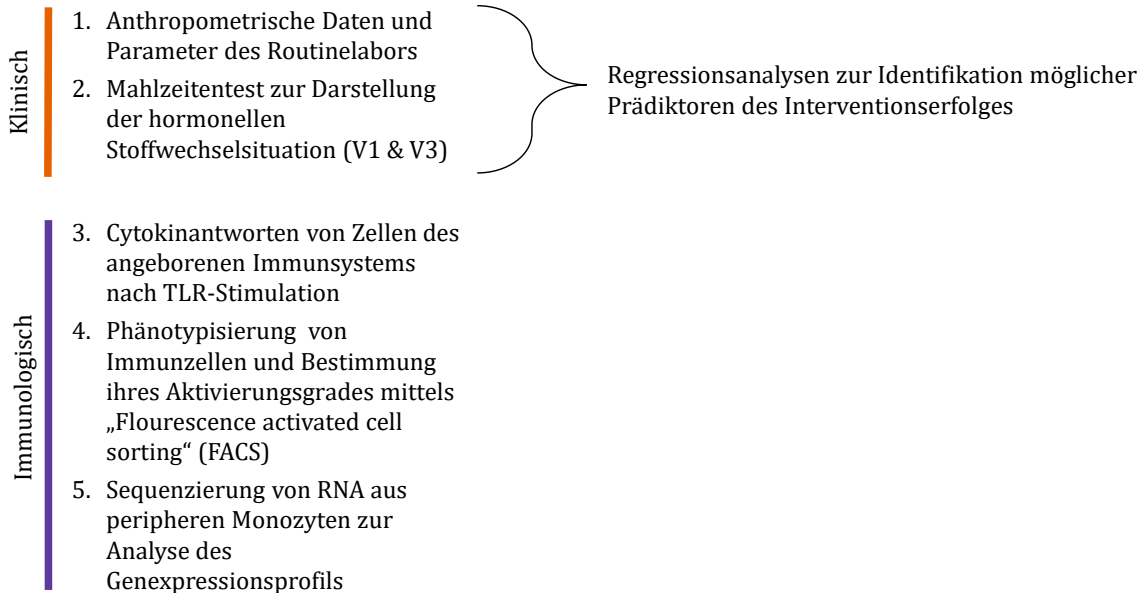 Klinisch
1. Anthropometrische Daten und
Parameter des Routinelabors
2. Mahlzeitentest zur Darstellung
der hormonellen
Stoffwechselsituation (V1 & V3)
Regressionsanalysen zur Identifikation möglicher
Prädiktoren des Interventionserfolges
Immunologisch
3. Cytokinantworten von Zellen des
angeborenen Immunsystems
nach TLR-Stimulation
4. Phänotypisierung von
Immunzellen und Bestimmung
ihres Aktivierungsgrades mittels
„Flourescence activated cell
sorting“ (FACS)
5. Sequenzierung von RNA aus
peripheren Monozyten zur
Analyse des
Genexpressionsprofils